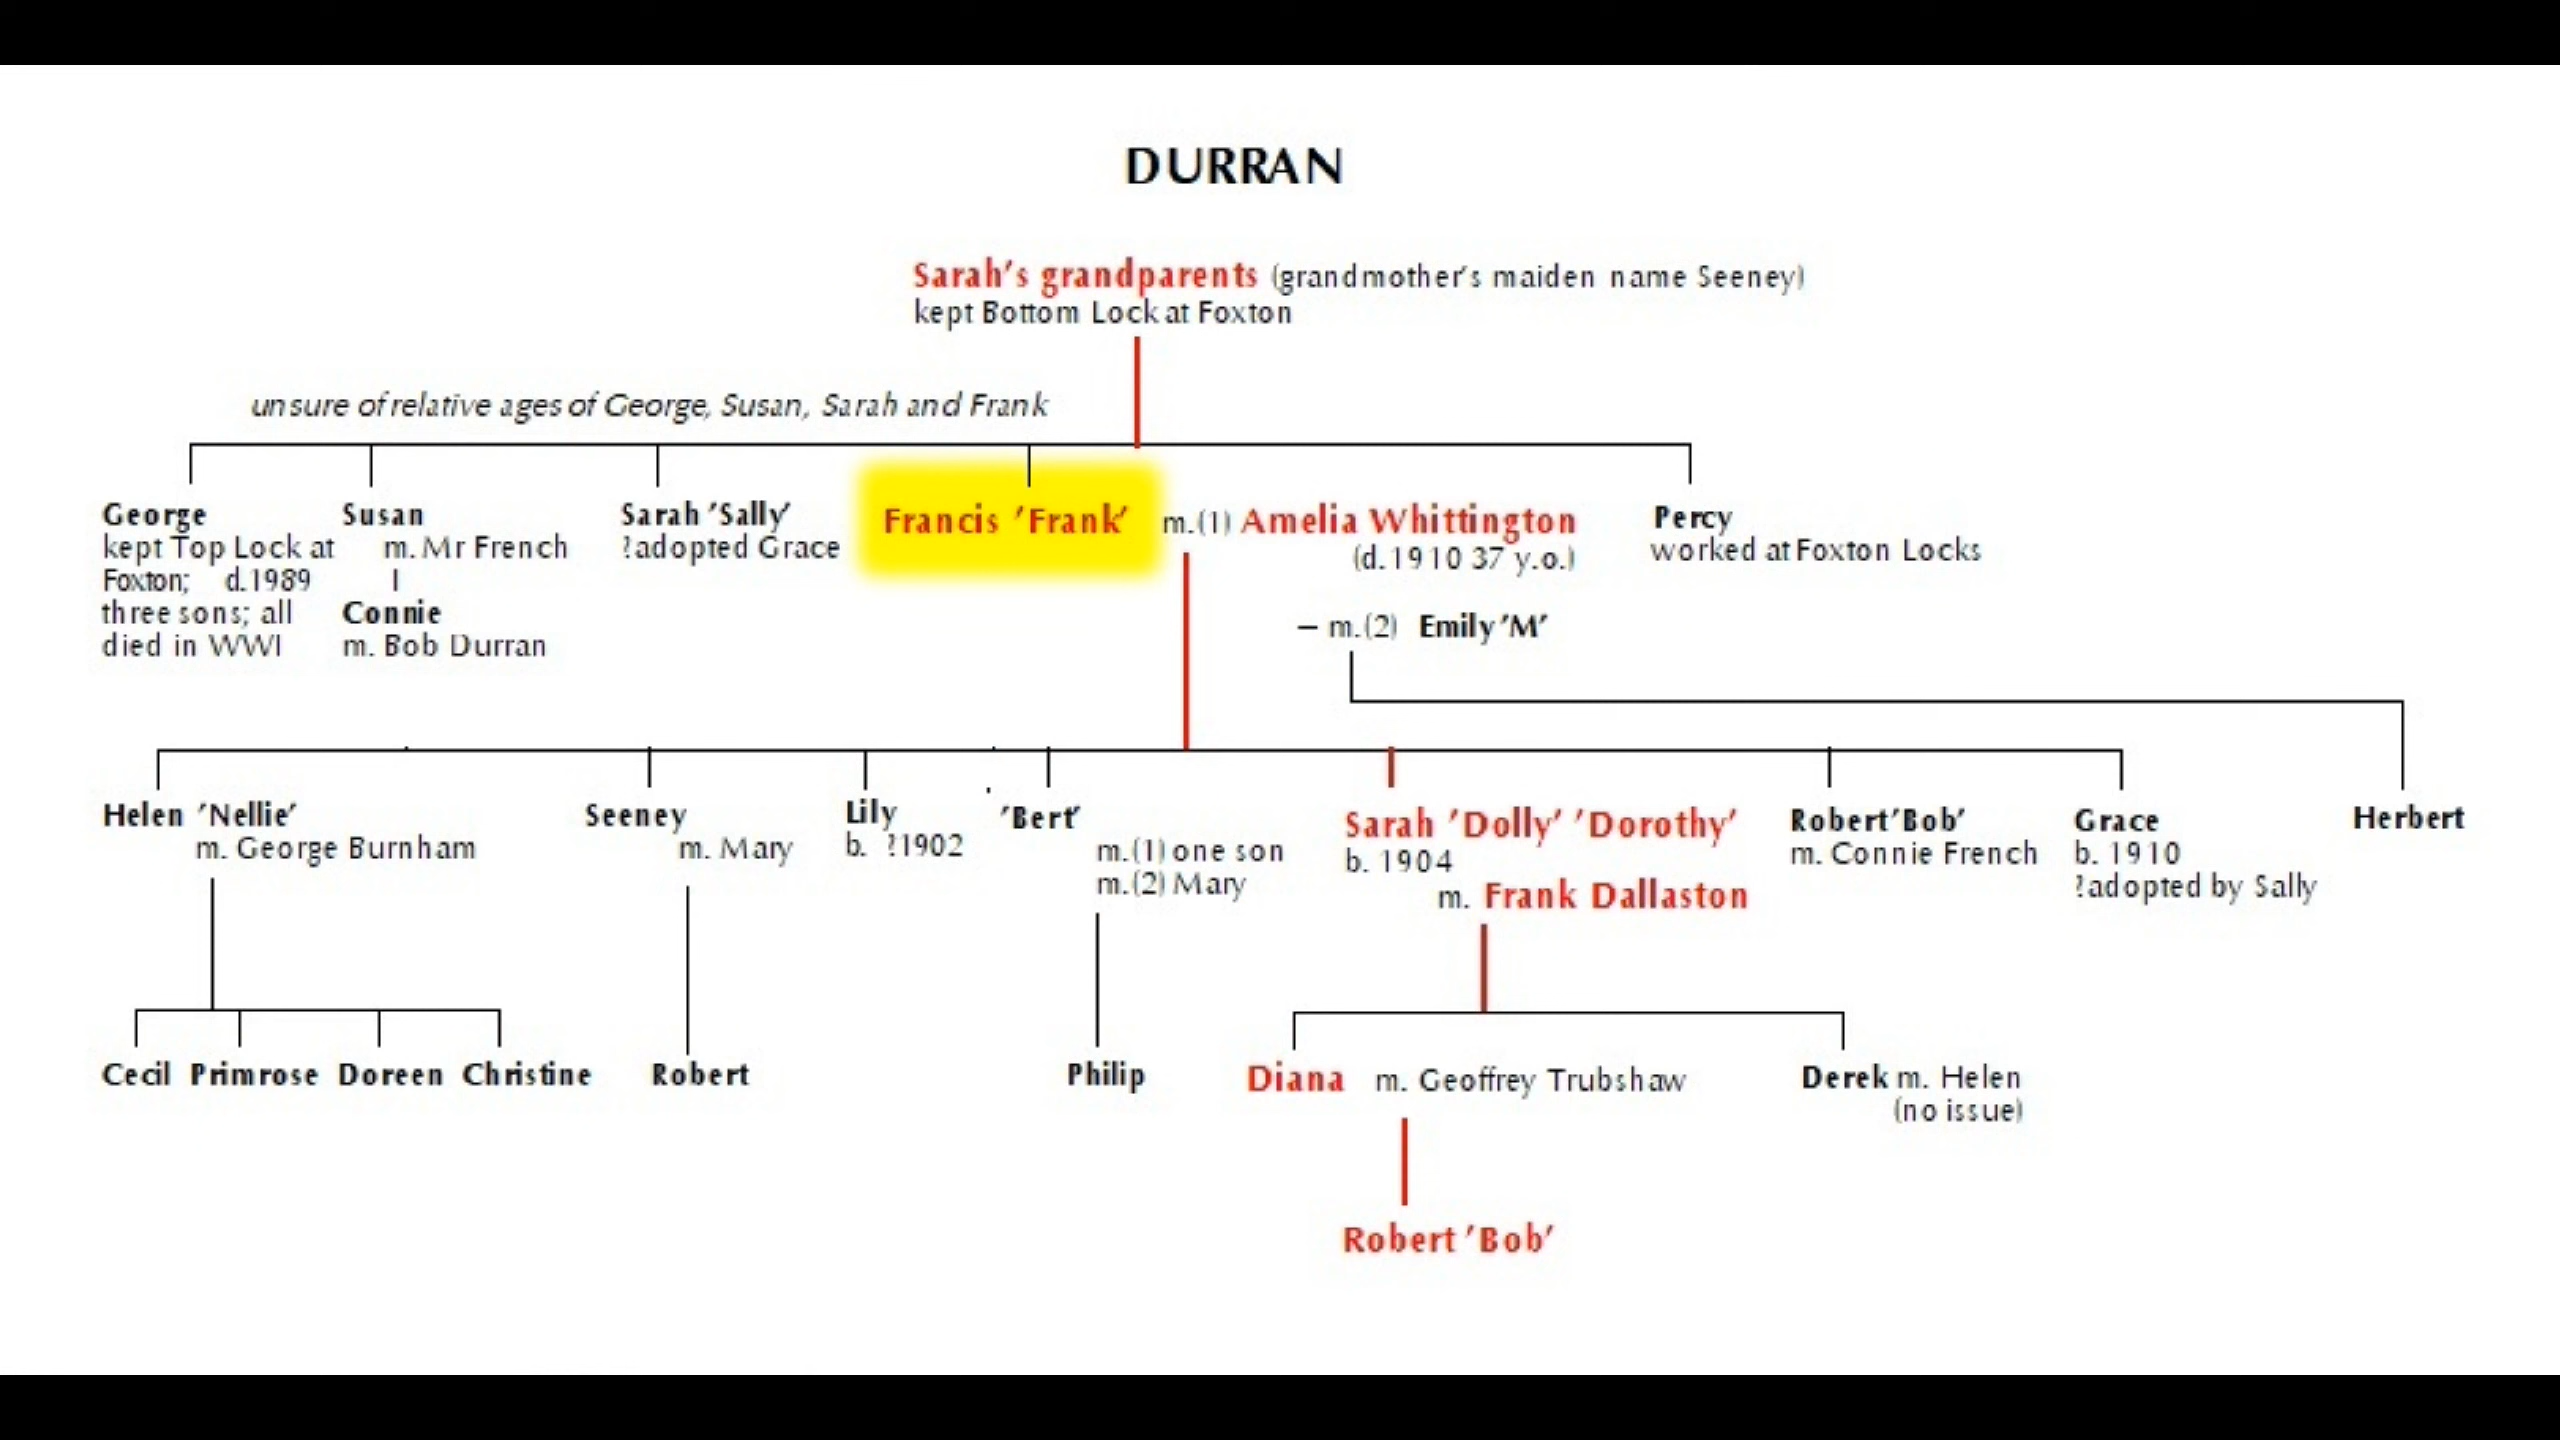 DURRAN
Sarah's grandparents (grandmother's maiden name Seeney)
kept Bottom Lock at Foxton
unsure of relative ages of George, Susan, Sarah and Frank
George
kept Top Lock at
Foxton; d.1989
three sons; all
died in WWI
Susan
m. Mr French
Connie
m. Bob Durran
Sarah 'Sally'
?adopted Grace
Francis 'Frank' m.(1) Amelia Whittington
(d.1910 37 y.o.)
– m.(2) Emily 'M'
Percy
worked at Foxton Locks
Helen 'Nellie'
m. George Burnham
Seeney
m. Mary
Lily
b. ?1902
'Bert'
m.(1) one son
m.(2) Mary
Sarah 'Dolly' 'Dorothy'
b. 1904
m. Frank Dallaston
Robert 'Bob'
m. Connie French
Grace
b. 1910
?adopted by Sally
Herbert
Cecil Primrose Doreen Christine
Robert
Philip
Diana m. Geoffrey Trubshaw
Derek m. Helen
(no issue)
Robert 'Bob'